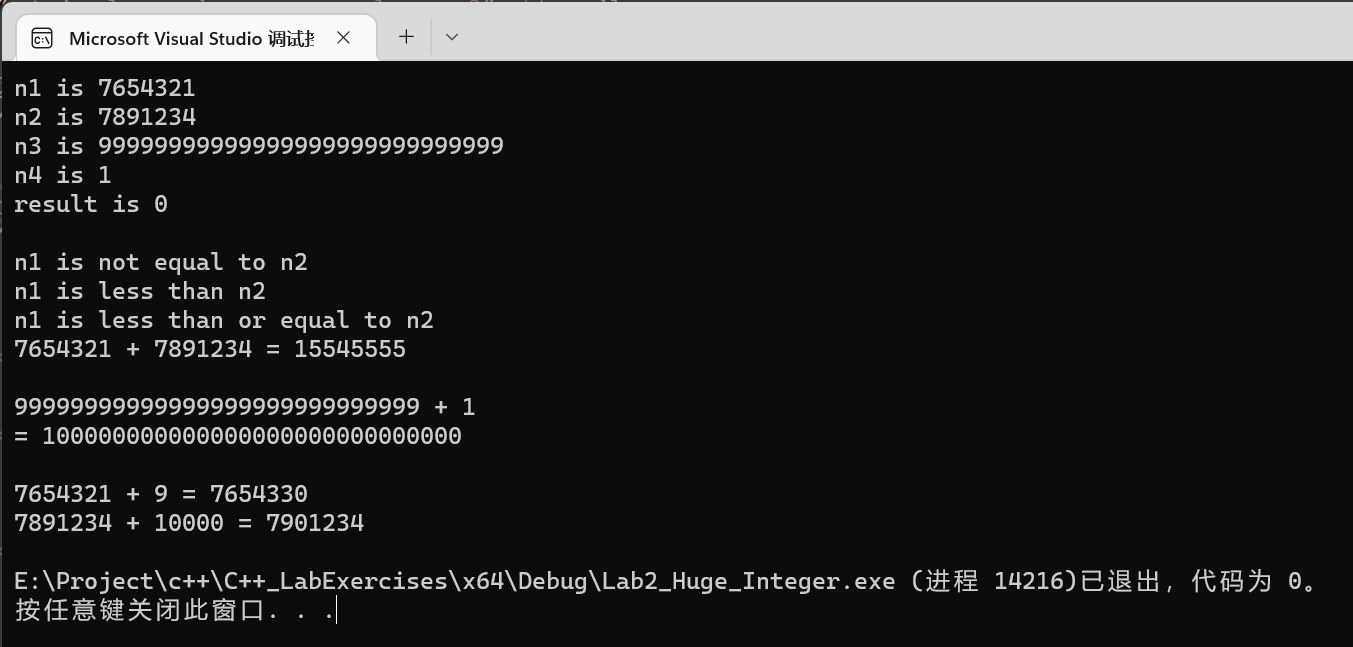 Microsoft Visual Studio 调试
n1 is 7654321
n2 is 7891234
n3 is 99999999999999999999999999999
n4 is 1
result is 0
n1 is not equal to n2
n1 is less than n2
n1 is less than or equal to n2
7654321 + 7891234 = 15545555
99999999999999999999999999999 + 1
= 100000000000000000000000000000
7654321 + 9 = 7654330
7891234 + 10000 = 7901234
E:\Project\c++\C++_LabExercises\x64\Debug\Lab2_Huge_Integer.exe (进程 14216)已退出，代码为 0。
按任意键关闭此窗口. . .